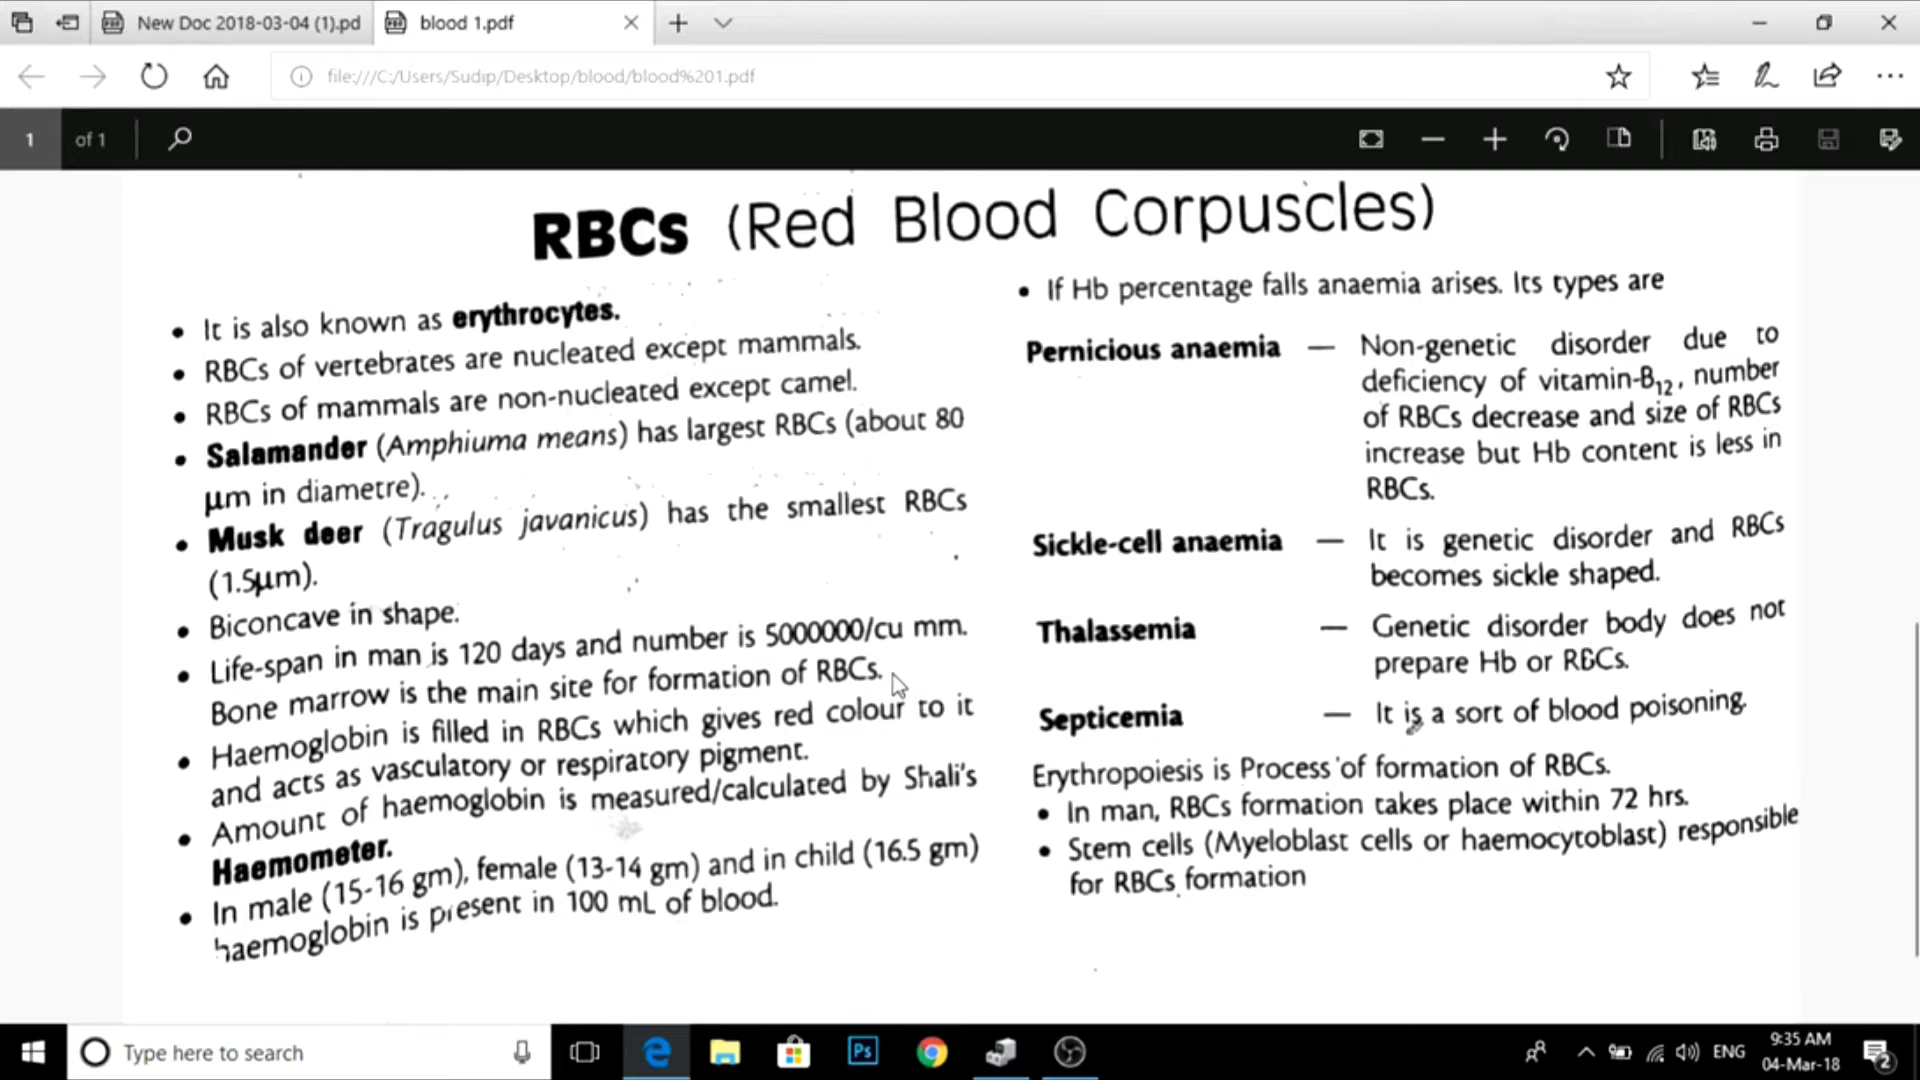 New Doc 2018-03-04 (1).pd
blood 1.pdf
file:///C:/Users/Sudip/Desktop/blood/blood%201.pdf
1 of 1
RBCs (Red Blood Corpuscles)
• It is also known as erythrocytes.
• RBCs of vertebrates are nucleated except mammals.
• RBCs of mammals are non-nucleated except camel.
• Salamander (Amphiuma means) has largest RBCs (about 80
μm in diametre).
• Musk deer (Tragulus javanicus) has the smallest RBCs
(1.5μm).
• Biconcave in shape.
• Life-span in man is 120 days and number is 5000000/cu mm.
Bone marrow is the main site for formation of RBCs.
• Haemoglobin is filled in RBCs which gives red colour to it
and acts as vasculatory or respiratory pigment.
• Amount of haemoglobin is measured/calculated by Shali's
Haemometer.
• In male (15-16 gm), female (13-14 gm) and in child (16.5 gm)
haemoglobin is present in 100 mL of blood.
• If Hb percentage falls anaemia arises. Its types are
Pernicious anaemia — Non-genetic disorder due to
deficiency of vitamin-B12, number
of RBCs decrease and size of RBCs
increase but Hb content is less in
RBCs.
Sickle-cell anaemia — It is genetic disorder and RBCs
becomes sickle shaped.
Thalassemia — Genetic disorder body does not
prepare Hb or RBCs.
Septicemia — It is a sort of blood poisoning.
Erythropoiesis is Process of formation of RBCs.
• In man, RBCs formation takes place within 72 hrs.
• Stem cells (Myeloblast cells or haemocytoblast) responsible
for RBCs formation
Type here to search
Ps
ENG
9:35 AM
04-Mar-18
2